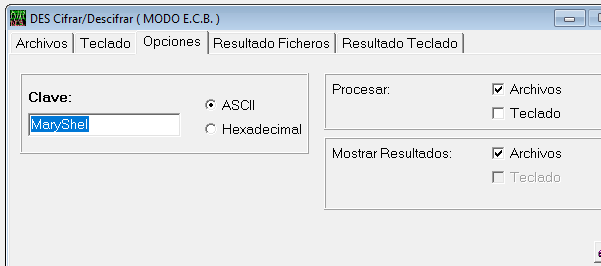 DES Cifrar/Descifrar ( MODO E.C.B. )
Archivos Teclado Opciones Resultado Ficheros Resultado Teclado
Clave:
MaryShel
ASCII
Hexadecimal
Procesar:
Archivos
Teclado
Mostrar Resultados:
Archivos
Teclado